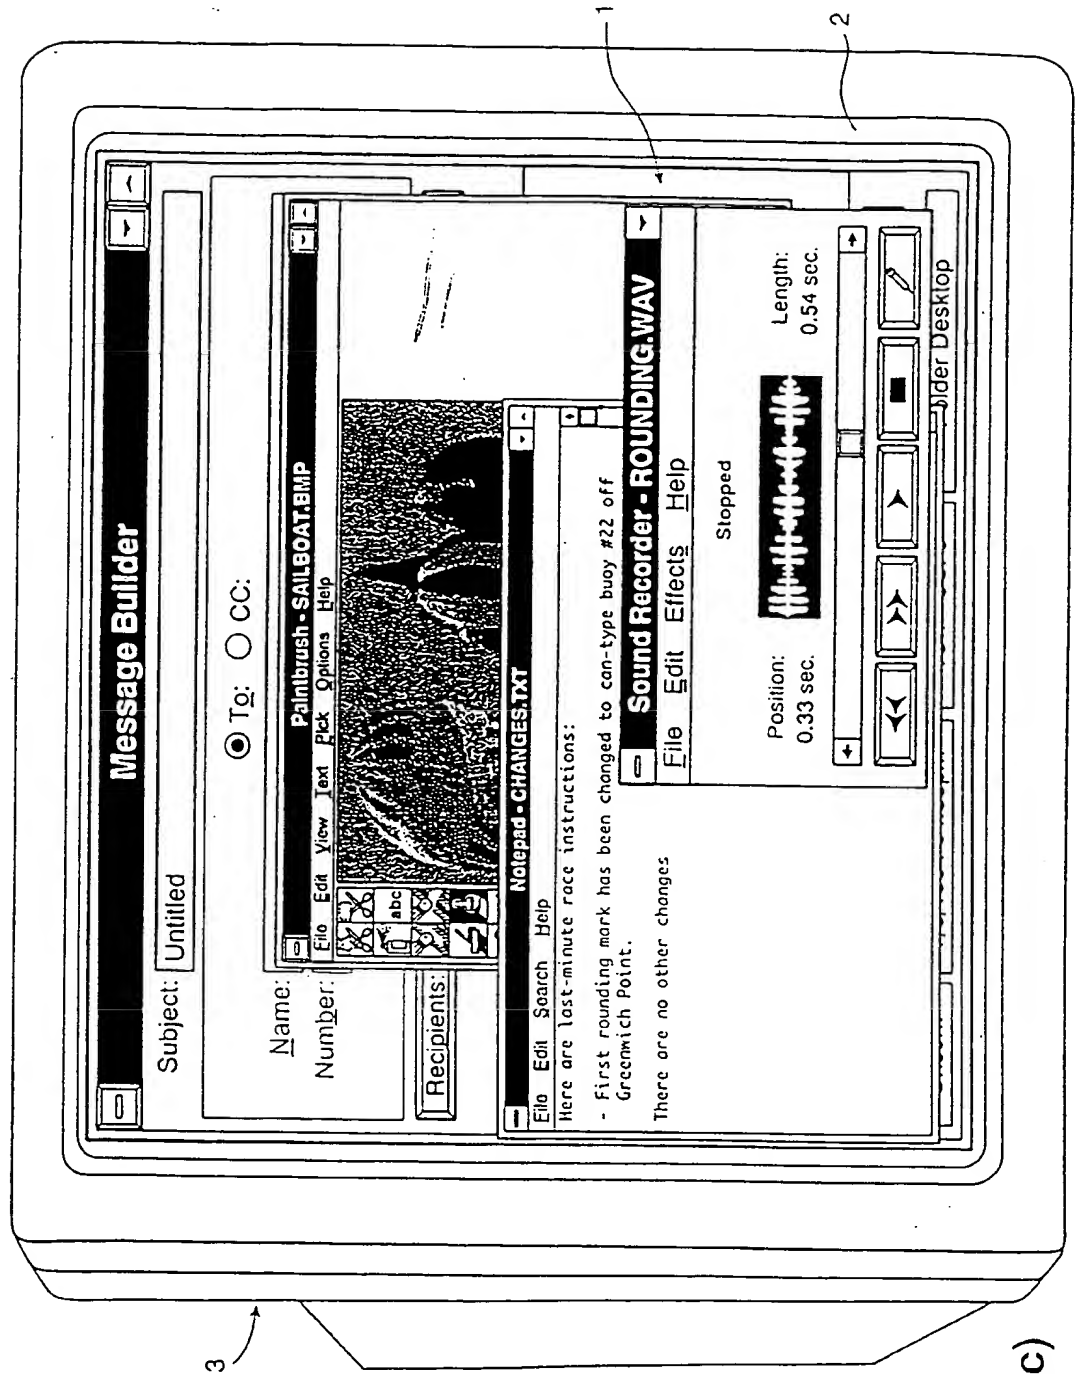 Message Builder
Subject: Untitled
To: CC:
Name:
Number:
Recipients:
Paintbrush - SAILBOAT.BMP
File Edit View Text Pick Options Help
abc
Notepad - CHANGES.TXT
File Edit Search Help
Here are last-minute race instructions:
- First rounding mark has been changed to can-type buoy #22 off
Greenwich Point.
There are no other changes
Sound Recorder - ROUNDING.WAV
File Edit Effects Help
Stopped
Position: Length:
0.33 sec. 0.54 sec.
Desktop
1
2
3
c)